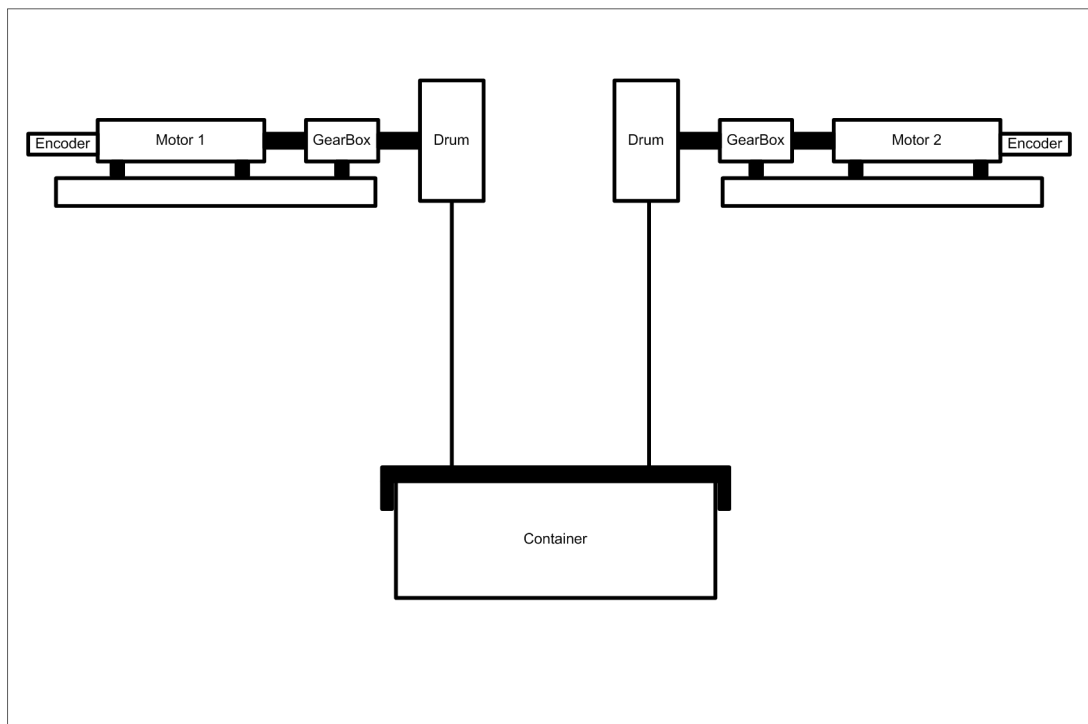 Encoder
Motor 1
GearBox
Drum
Drum
GearBox
Motor 2
Encoder
Container